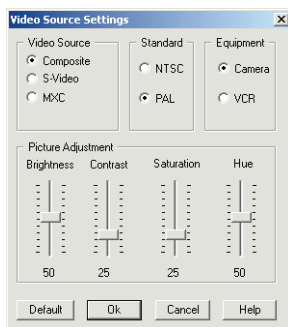 Video Source Settings
Video Source
Composite
S-Video
MXC
Standard
NTSC
PAL
Equipment
Camera
VCR
Picture Adjustment
Brightness Contrast Saturation Hue
50 25 25 50
Default Ok Cancel Help